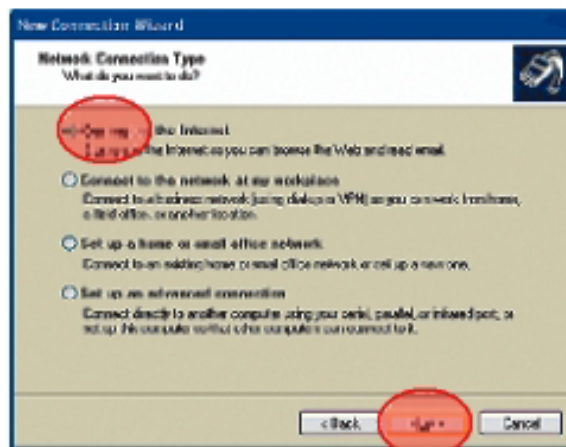 New Connection Wizard
Network Connection Type
What do you want to do?
the Internet
the Internet so you can browse the Web and read email.
Connect to the network at my workplace
Connect to a business network (using dial-up or VPN) so you can work from home,
a field office, or another location.
Set up a home or small office network
Connect to an existing home or small office network or set up a new one.
Set up an advanced connection
Connect directly to another computer using your serial, parallel, or infrared port, or
set up this computer so that other computers can connect to it.
< Back
Cancel